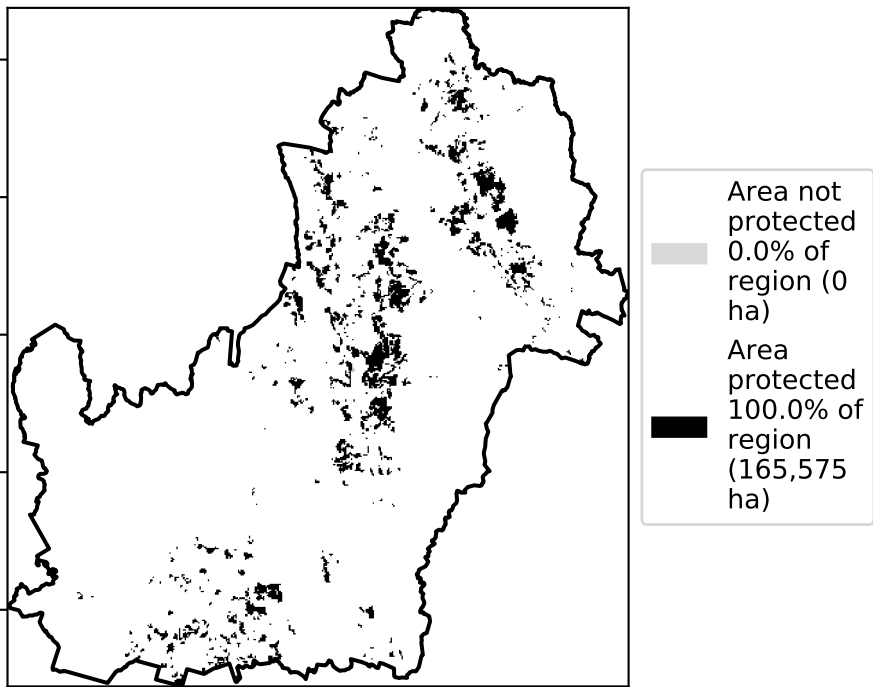 Area not
protected
0.0% of
region (0
ha)
Area
protected
100.0% of
region
(165,575
ha)